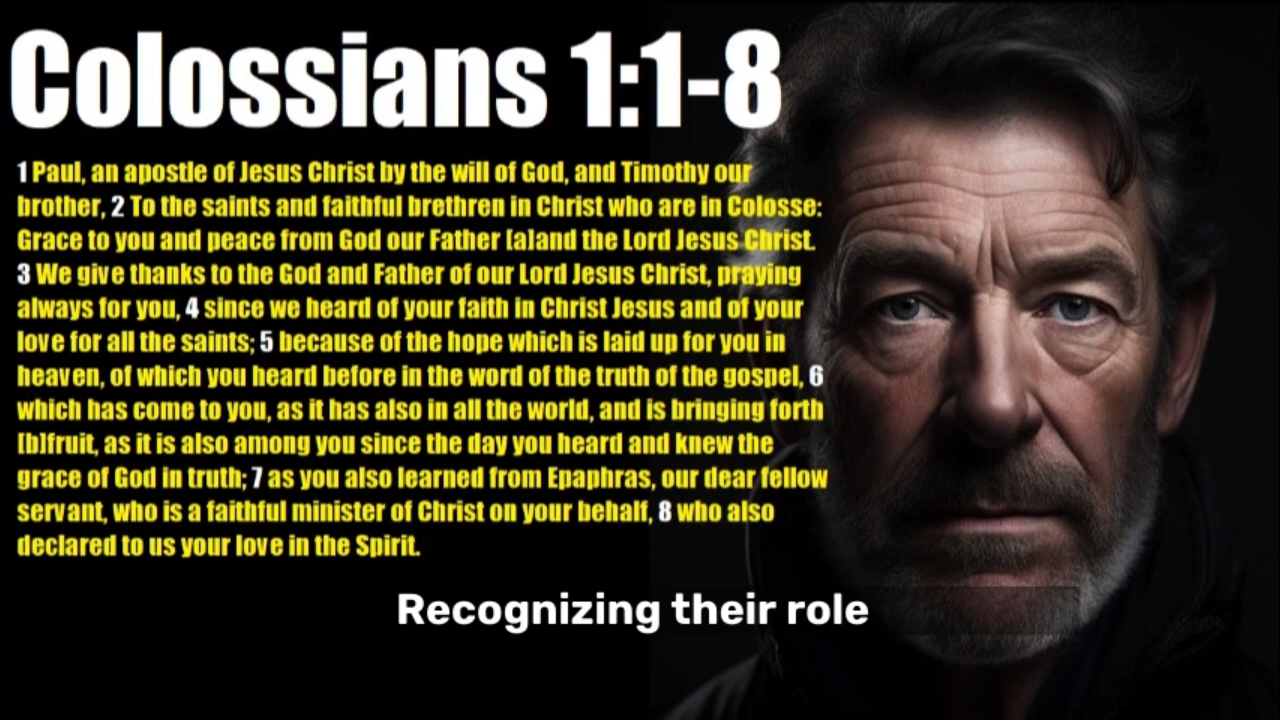 Colossians 1:1-8
1 Paul, an apostle of Jesus Christ by the will of God, and Timothy our
brother, 2 To the saints and faithful brethren in Christ who are in Colosse:
Grace to you and peace from God our Father [a]and the Lord Jesus Christ.
3 We give thanks to the God and Father of our Lord Jesus Christ, praying
always for you, 4 since we heard of your faith in Christ Jesus and of your
love for all the saints; 5 because of the hope which is laid up for you in
heaven, of which you heard before in the word of the truth of the gospel, 6
which has come to you, as it has also in all the world, and is bringing forth
[b]fruit, as it is also among you since the day you heard and knew the
grace of God in truth; 7 as you also learned from Epaphras, our dear fellow
servant, who is a faithful minister of Christ on your behalf, 8 who also
declared to us your love in the Spirit.
Recognizing their role